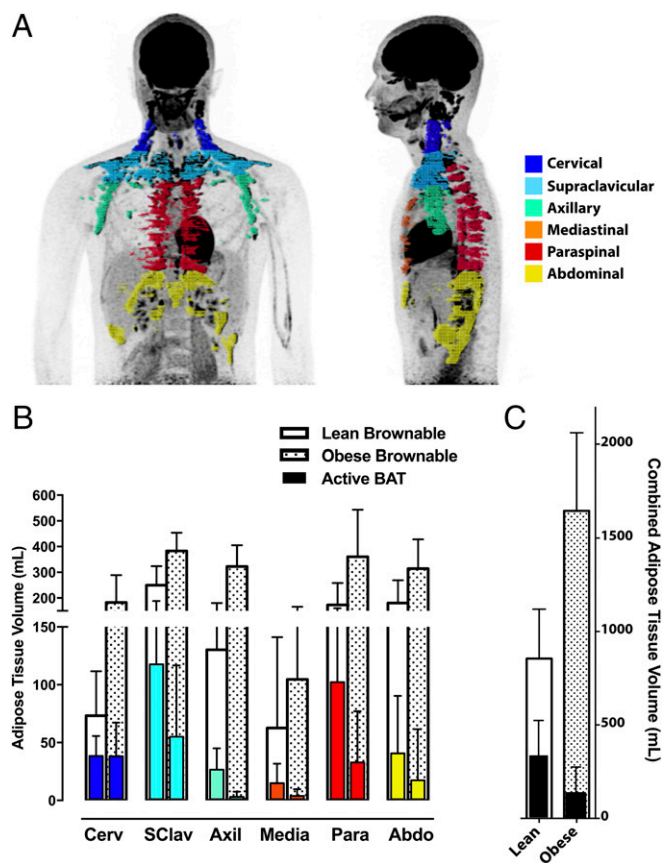 A
Cervical
Supraclavicular
Axillary
Mediastinal
Paraspinal
Abdominal
B
Lean Brownable
Obese Brownable
Active BAT
Adipose Tissue Volume (mL)
600
500
400
300
200
150
100
50
0
Cerv SClav Axil Media Para Abdo
C
2000
1500
1000
500
0
Combined Adipose Tissue Volume (mL)
Lean
Obese